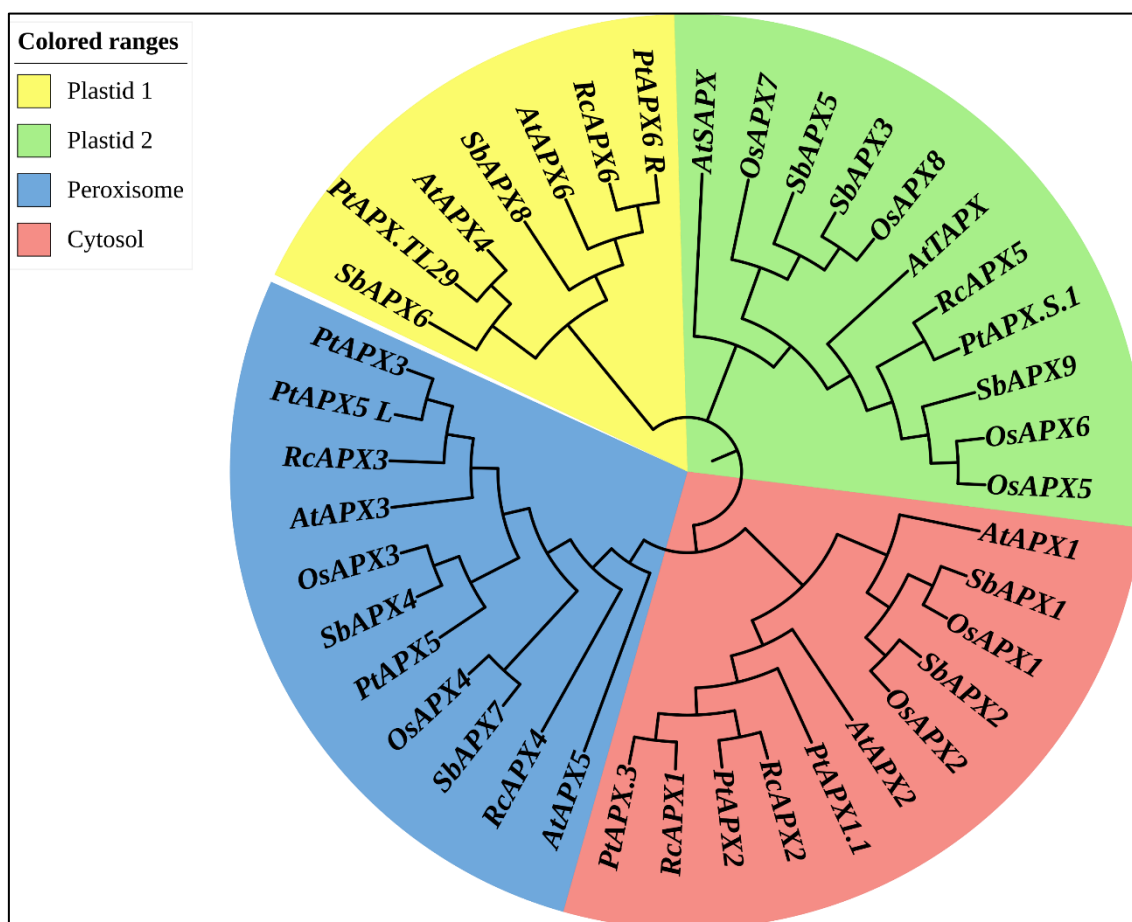 Colored ranges
Plastid 1
Plastid 2
Peroxisome
Cytosol
AtSAPX
OsAPX7
SbAPX5
SbAPX3
OsAPX8
AtTAPX
RcAPX5
PtAPX.S.1
SbAPX9
OsAPX6
OsAPX5
AtAPX1
SbAPX1
OsAPX1
SbAPX2
OsAPX2
AtAPX2
PtAPX1.1
RcAPX2
PtAPX2
RcAPX1
PtAPX.3
AtAPX5
RcAPX4
SbAPX7
OsAPX4
PtAPX5
SbAPX4
OsAPX3
AtAPX3
RcAPX3
PtAPX5 L
PtAPX3
SbAPX6
PtAPX.TL29
AtAPX4
SbAPX8
AtAPX6
RcAPX6
PtAPX6 R